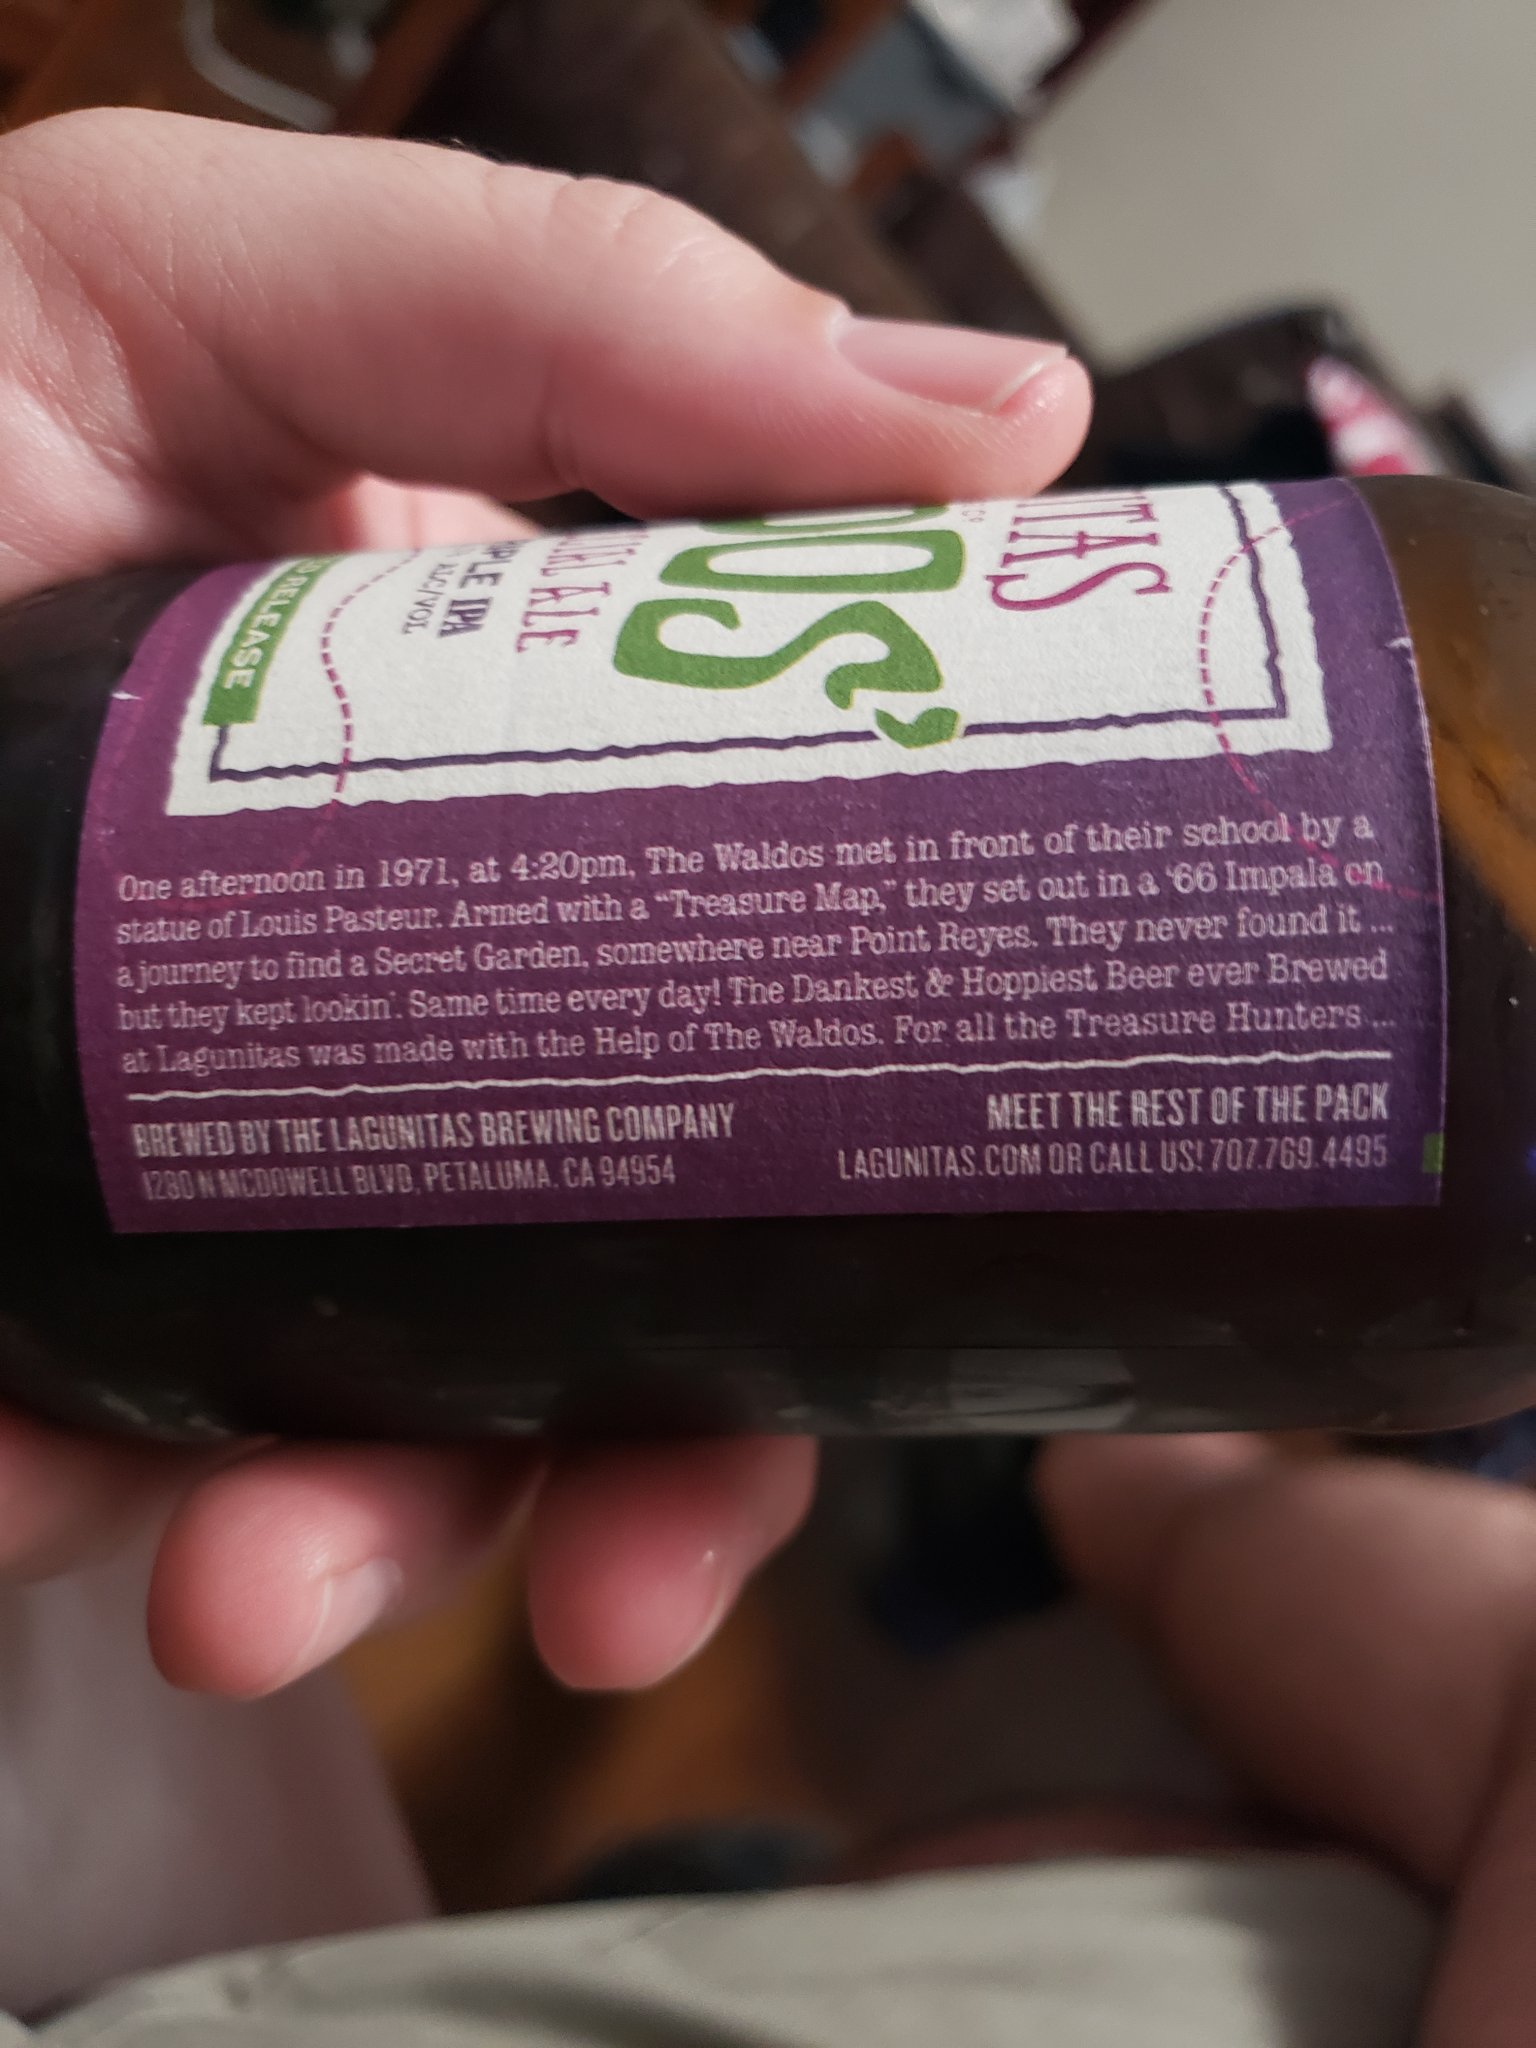 ITAS
DOS'
ALE
IPLE IPA
ALC/VOL
RELEASE
One afternoon in 1971, at 4:20pm, The Waldos met in front of their school by a
statue of Louis Pasteur. Armed with a "Treasure Map," they set out in a '66 Impala on
a journey to find a Secret Garden, somewhere near Point Reyes. They never found it ...
but they kept lookin'. Same time every day! The Dankest & Hoppiest Beer ever Brewed
at Lagunitas was made with the Help of The Waldos. For all the Treasure Hunters ...
BREWED BY THE LAGUNITAS BREWING COMPANY
1280 N MCDOWELL BLVD, PETALUMA, CA 94954
MEET THE REST OF THE PACK
LAGUNITAS.COM OR CALL US! 707.769.4495